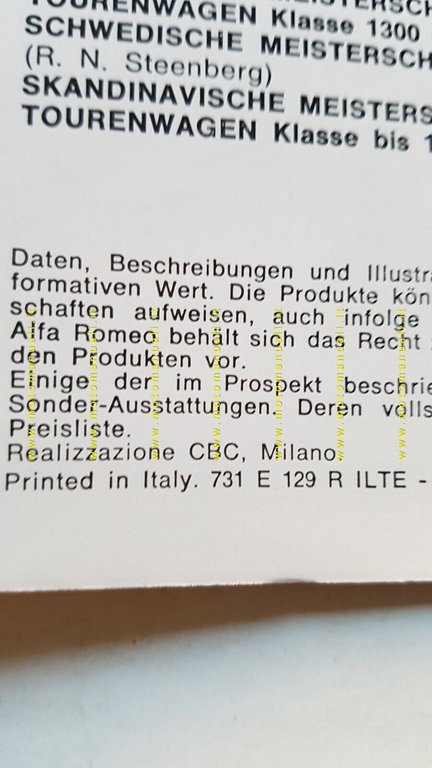 TOURENWAGEN Klasse 1300
SCHWEDISCHE MEISTERSCH
(R. N. Steenberg)
SKANDINAVISCHE MEISTERS
TOURENWAGEN Klasse bis 1
Daten, Beschreibungen und Illustr
formativen Wert. Die Produkte kön
schaften aufweisen, auch infolge
Alfa Romeo behält sich das Recht
den Produkten vor.
Einige der im Prospekt beschrie
Sonder-Ausstattungen. Deren volls
Preisliste.
Realizzazione CBC, Milano.
Printed in Italy. 731 E 129 R ILTE -